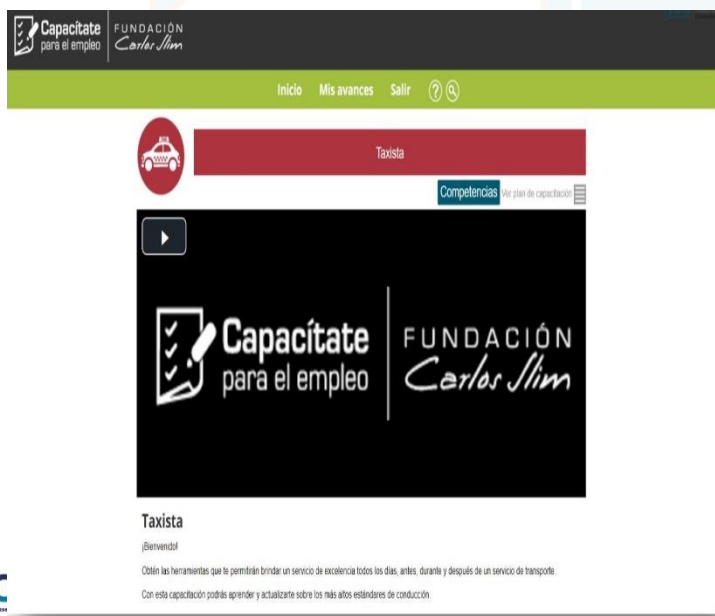 Capacítate
para el empleo
FUNDACIÓN
Carlos Slim
Inicio Mis avances Salir ?
Taxista
Competencias Ver plan de capacitación
Capacítate
para el empleo
FUNDACIÓN
Carlos Slim
Taxista
¡Bienvenido!
Obtén las herramientas que te permitirán brindar un servicio de excelencia todos los días, antes, durante y después de un servicio de transporte.
Con esta capacitación podrás aprender y actualizarte sobre los más altos estándares de conducción.